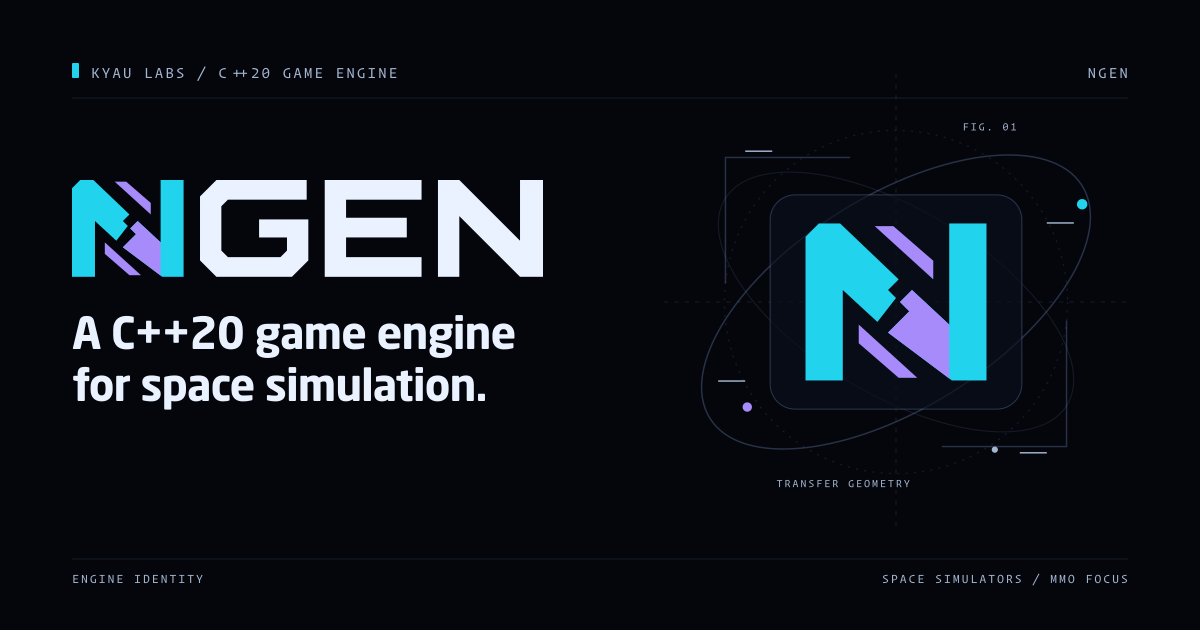 KYAU LABS / C++20 GAME ENGINE
NGEN
FIG. 01
NGEN
A C++20 game engine
for space simulation.
N
TRANSFER GEOMETRY
ENGINE IDENTITY
SPACE SIMULATORS / MMO FOCUS